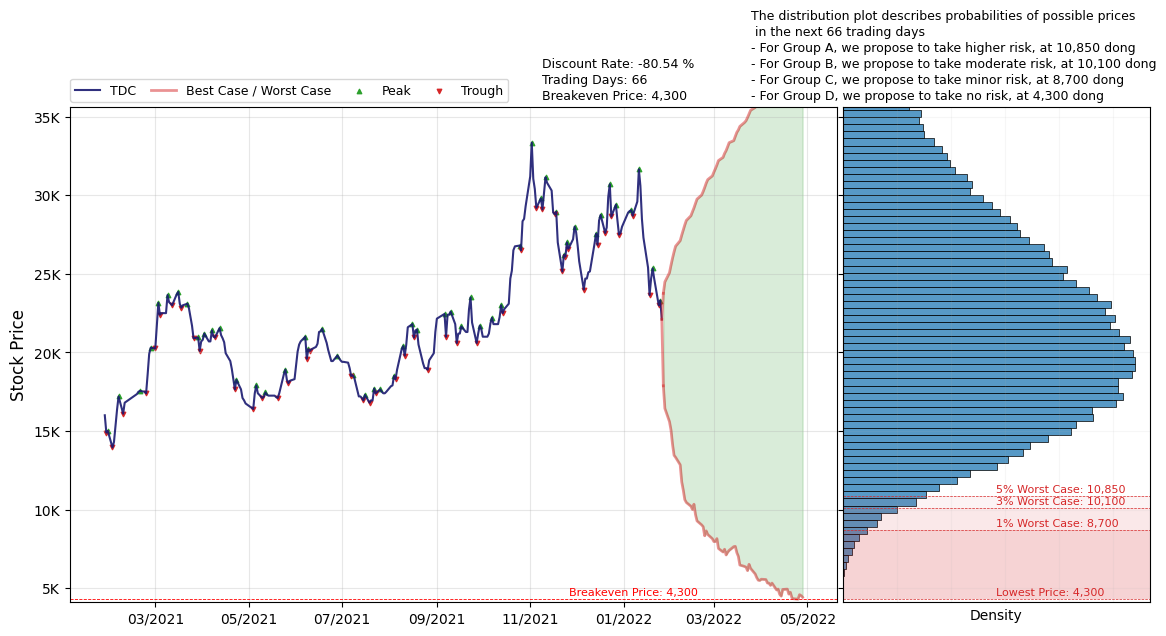 The distribution plot describes probabilities of possible prices
in the next 66 trading days
- For Group A, we propose to take higher risk, at 10,850 dong
- For Group B, we propose to take moderate risk, at 10,100 dong
- For Group C, we propose to take minor risk, at 8,700 dong
- For Group D, we propose to take no risk, at 4,300 dong
Discount Rate: -80.54 %
Trading Days: 66
Breakeven Price: 4,300
TDC
Best Case / Worst Case
Peak
Trough
Stock Price
35K
30K
25K
20K
15K
10K
5K
Breakeven Price: 4,300
03/2021
05/2021
07/2021
09/2021
11/2021
01/2022
03/2022
05/2022
5% Worst Case: 10,850
3% Worst Case: 10,100
1% Worst Case: 8,700
Lowest Price: 4,300
Density